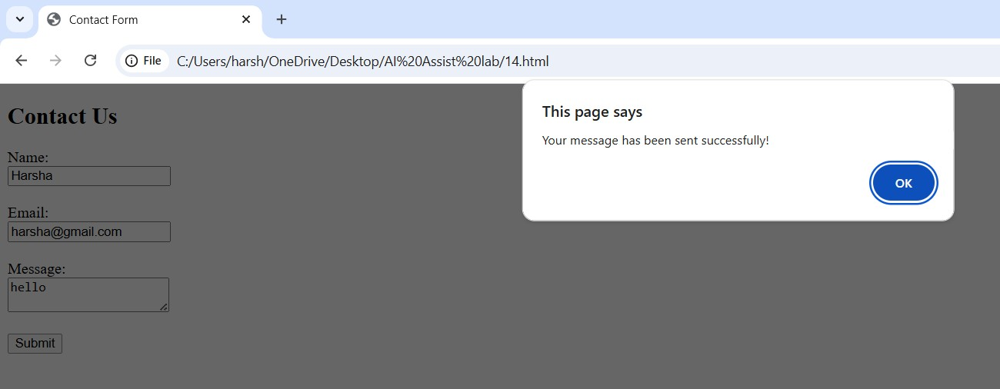 Contact Form
File
C:/Users/harsh/OneDrive/Desktop/AI%20Assist%20lab/14.html
This page says
Your message has been sent successfully!
OK
Contact Us
Name:
Harsha
Email:
harsha@gmail.com
Message:
hello
Submit